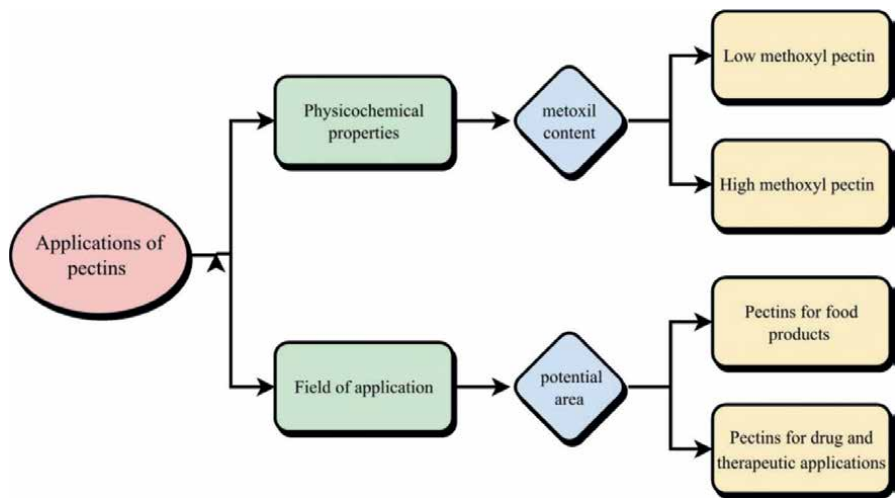 Applications of
pectins
Physicochemical
properties
metoxil
content
Low methoxyl pectin
High methoxyl pectin
Field of application
potential
area
Pectins for food
products
Pectins for drug and
therapeutic applications